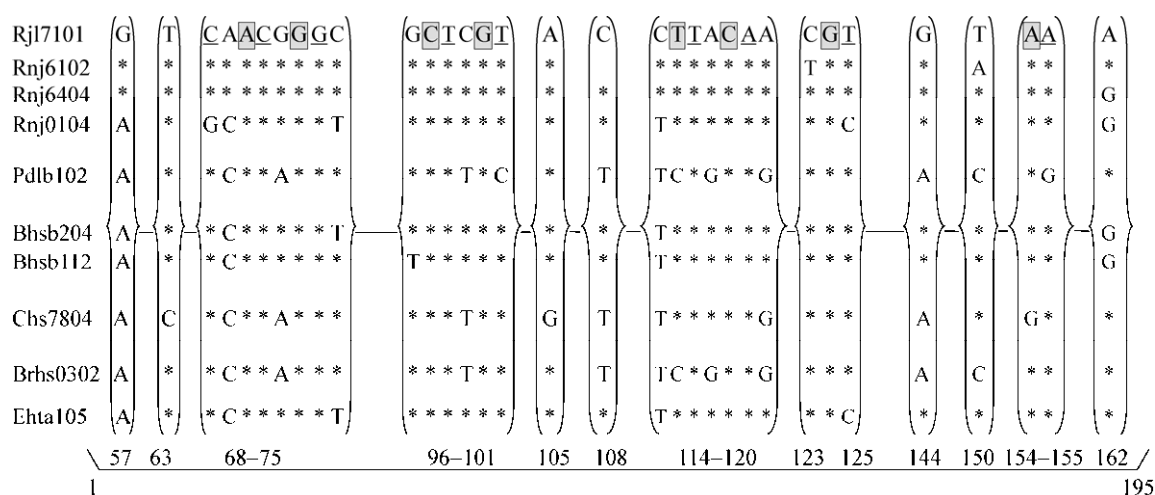 Rjl7101 G T CAACGGGC GCTCGT A C CTTACAA CGT G T AA A
Rnj6102 * * ******** ****** * * ******* T** * A ** *
Rnj6404 * * ******** ****** * * ******* *** * * ** G
Rnj0104 A * GC*****T ****** * * T****** **C * * ** G
Pdlb102 A * *C**A*** ***T*C * T TC*G**G *** A C *G *
Bhsb204 A * *C*****T ****** * * T****** *** * * ** G
Bhsb112 A * *C****** T***** * * T****** *** * * ** G
Chs7804 A C *C**A*** ***T** G T T*****G *** A * G* *
Brhs0302 A * *C**A*** ***T** * T TC*G**G *** A C ** *
Ehta105 A * *C*****T ****** * * T****** **C * * ** *
57 63 68–75 96–101 105 108 114–120 123 125 144 150 154–155 162
1 195